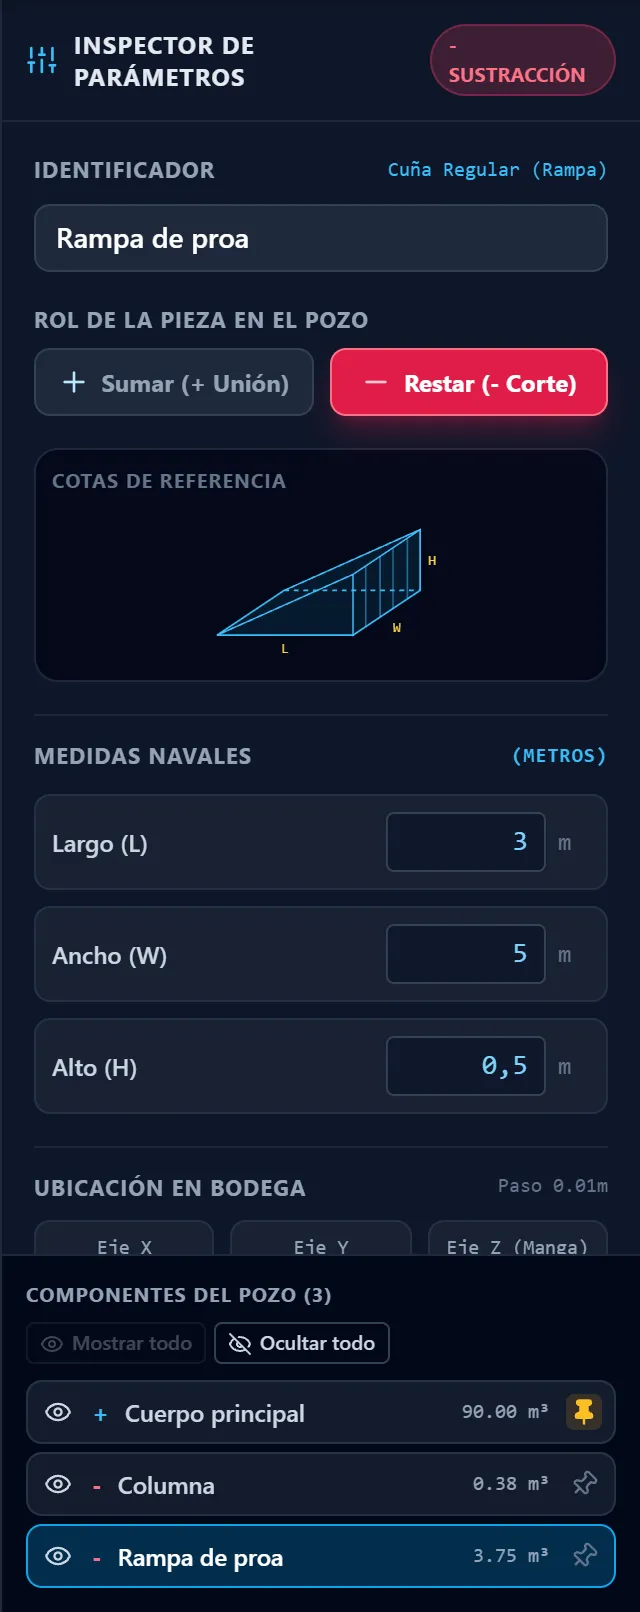 INSPECTOR DE
PARÁMETROS
-
SUSTRACCIÓN
IDENTIFICADOR
Cuña Regular (Rampa)
Rampa de proa
ROL DE LA PIEZA EN EL POZO
+ Sumar (+ Unión)
— Restar (- Corte)
COTAS DE REFERENCIA
H
W
L
MEDIDAS NAVALES
(METROS)
Largo (L) 3 m
Ancho (W) 5 m
Alto (H) 0,5 m
UBICACIÓN EN BODEGA
Paso 0.01m
Eje X
Eje Y
Eje Z (Manga)
COMPONENTES DEL POZO (3)
Mostrar todo
Ocultar todo
+ Cuerpo principal 90.00 m³
- Columna 0.38 m³
- Rampa de proa 3.75 m³